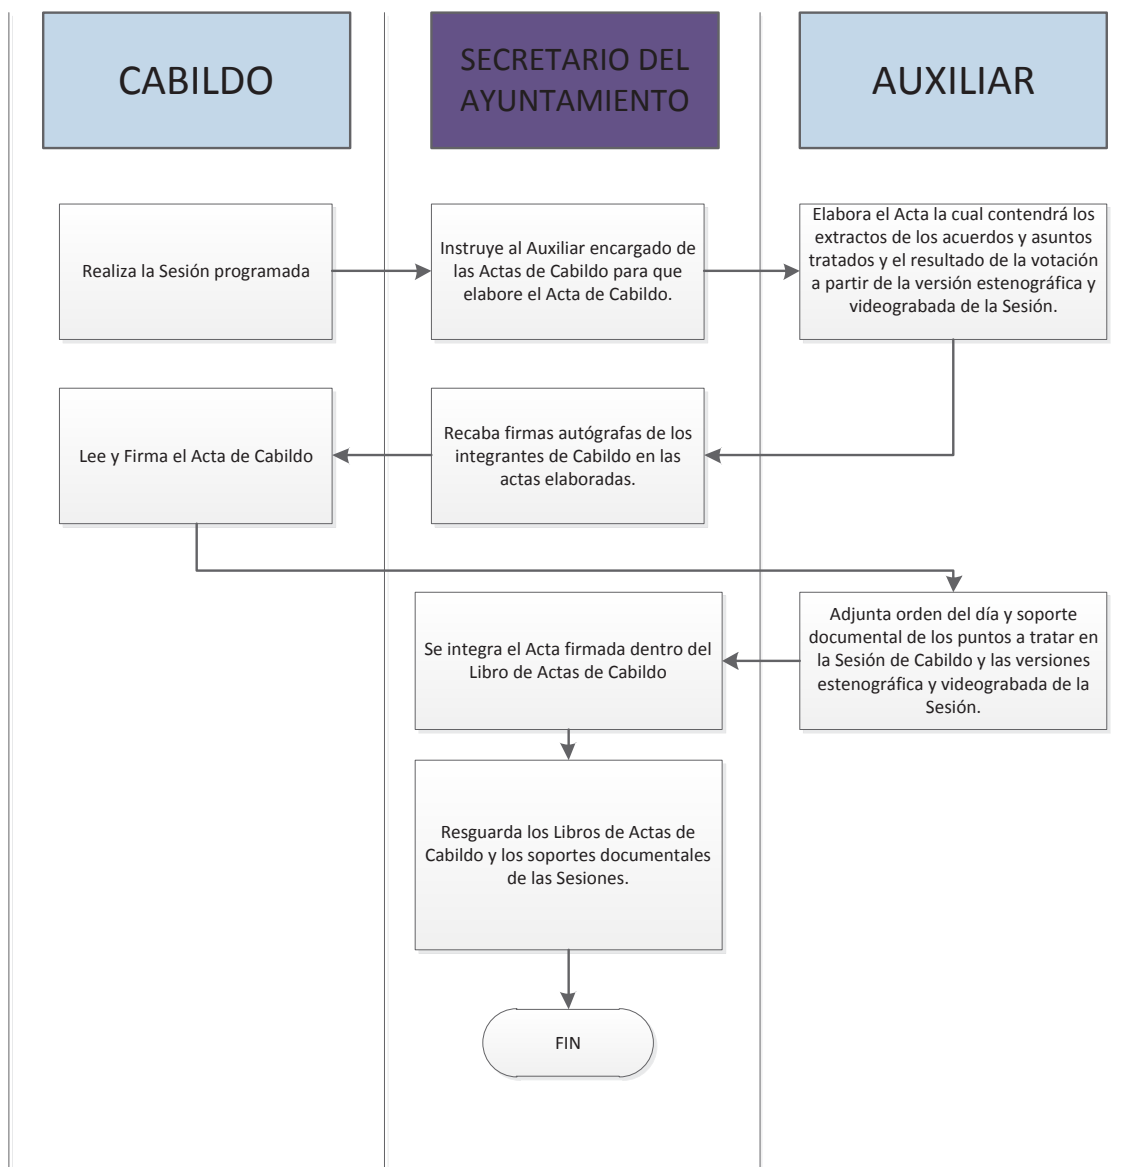 CABILDO
SECRETARIO DEL
AYUNTAMIENTO
AUXILIAR
Realiza la Sesión programada
Instruye al Auxiliar encargado de
las Actas de Cabildo para que
elabore el Acta de Cabildo.
Elabora el Acta la cual contendrá los
extractos de los acuerdos y asuntos
tratados y el resultado de la votación
a partir de la versión estenográfica y
videograbada de la Sesión.
Lee y Firma el Acta de Cabildo
Recaba firmas autógrafas de los
integrantes de Cabildo en las
actas elaboradas.
Se integra el Acta firmada dentro del
Libro de Actas de Cabildo
Adjunta orden del día y soporte
documental de los puntos a tratar en
la Sesión de Cabildo y las versiones
estenográfica y videograbada de la
Sesión.
Resguarda los Libros de Actas de
Cabildo y los soportes documentales
de las Sesiones.
FIN